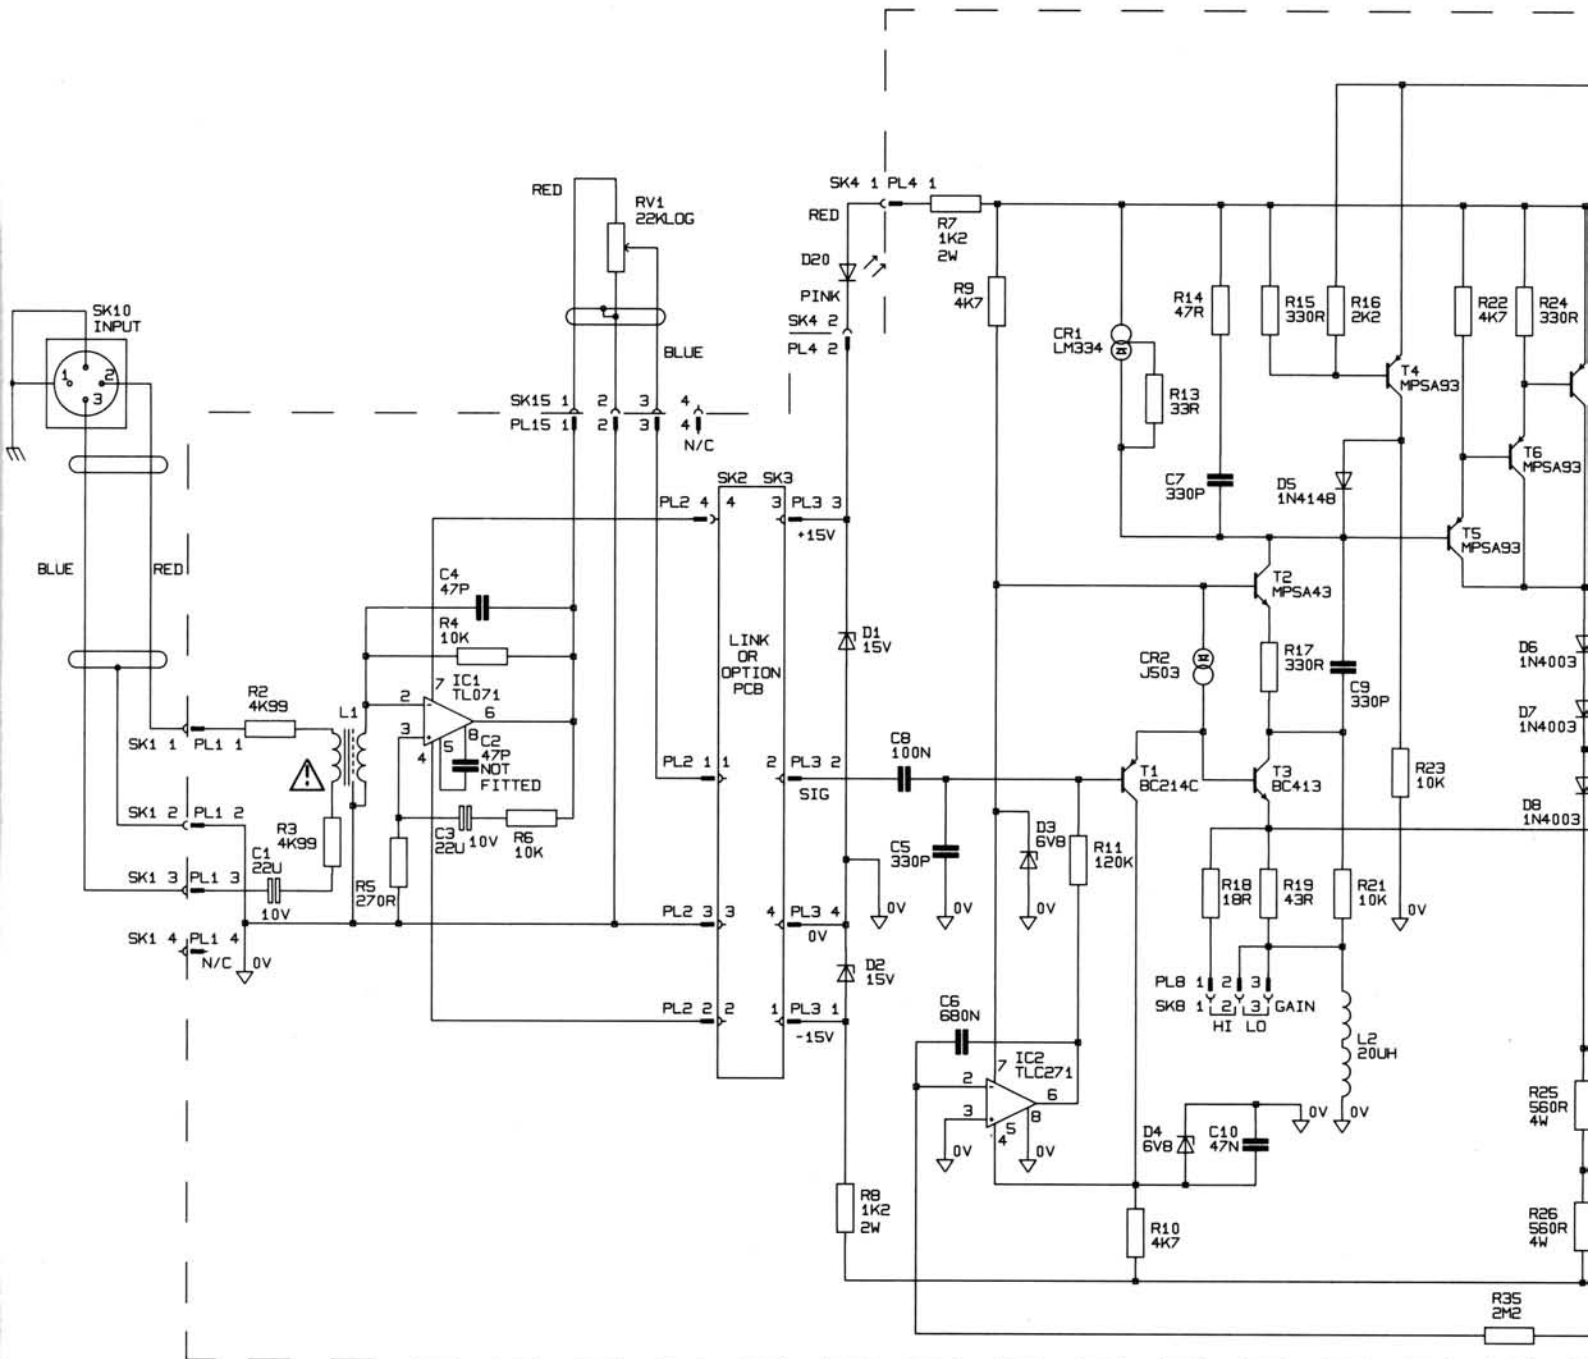 SK4 1 PL4 1
RED
RED
RV1
22KLOG
R7
1K2
2W
D20
PINK
SK4 2
PL4 2
R9
4K7
R14
47R
R15
330R
R16
2K2
R22
4K7
R24
330R
SK10
INPUT
1
2
3
CR1
LM334
BLUE
R13
33R
T4
MPSA93
SK15 1 2 3 4
PL15 1 2 3 4
N/C
T6
MPSA93
C7
330P
D5
1N4148
SK2 SK3
PL2 4 4
3 PL3 3
+15V
T5
MPSA93
BLUE
RED
C4
47P
R4
10K
T2
MPSA43
LINK
OR
OPTION
PCB
D1
15V
CR2
J503
R17
330R
C9
330P
D6
1N4003
D7
1N4003
R2
4K99
L1
7
IC1
TL071
2
6
3
8
5
4
C2
47P
NOT
FITTED
SK1 1 PL1 1
C8
100N
PL2 1 1
2 PL3 2
SIG
T1
BC214C
T3
BC413
R23
10K
D8
1N4003
SK1 2 PL1 2
R3
4K99
C3
22U
10V
R6
10K
C5
330P
D3
6V8
R11
120K
C1
22U
10V
SK1 3 PL1 3
R5
270R
R18
18R
R19
43R
R21
10K
0V
0V
0V
0V
PL2 3 3
4 PL3 4
0V
SK1 4 PL1 4
N/C
0V
D2
15V
PL8 1 2 3
SK8 1 2 3 GAIN
HI LO
PL2 2 2
1 PL3 1
-15V
C6
680N
L2
20UH
7
IC2
TLC271
2
6
3
8
5
4
0V
0V
D4
6V8
C10
47N
0V
0V
R25
560R
4W
R8
1K2
2W
R10
4K7
R26
560R
4W
R35
2M2